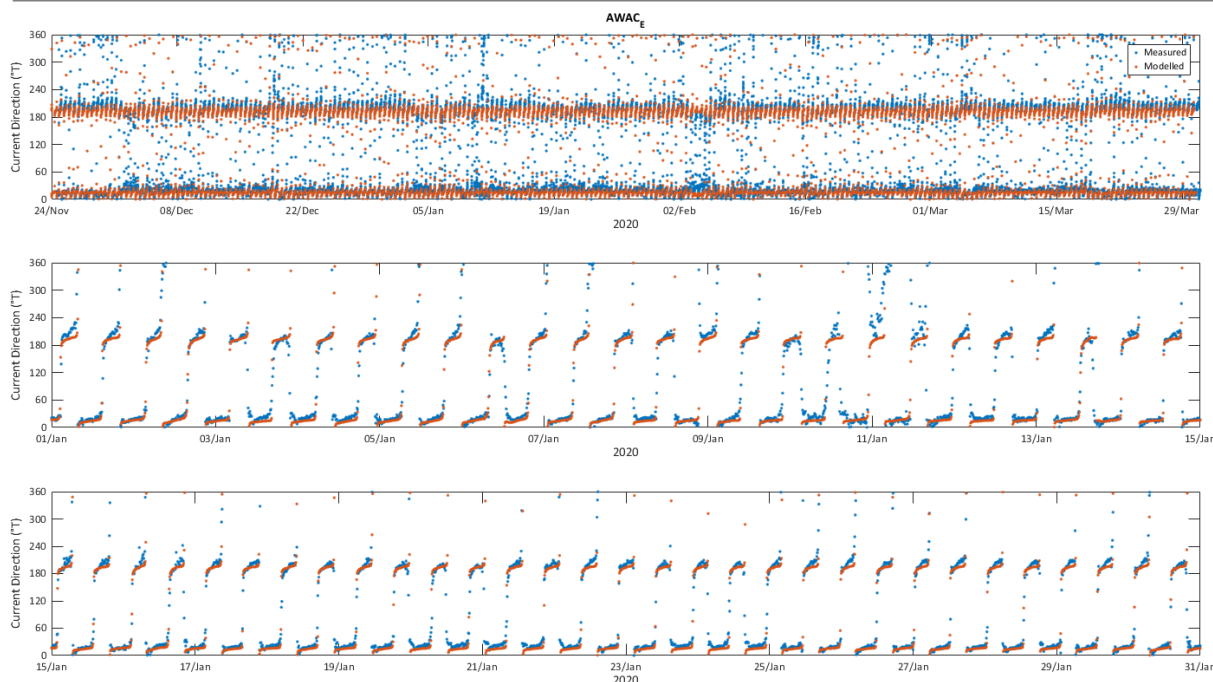 AWAC_E
Current Direction (°T)
360
300
240
180
120
60
0
Measured
Modelled
24/Nov 08/Dec 22/Dec 05/Jan 19/Jan 02/Feb 16/Feb 01/Mar 15/Mar 29/Mar
2020
Current Direction (°T)
360
300
240
180
120
60
0
01/Jan 03/Jan 05/Jan 07/Jan 09/Jan 11/Jan 13/Jan 15/Jan
2020
Current Direction (°T)
360
300
240
180
120
60
0
15/Jan 17/Jan 19/Jan 21/Jan 23/Jan 25/Jan 27/Jan 29/Jan 31/Jan
2020